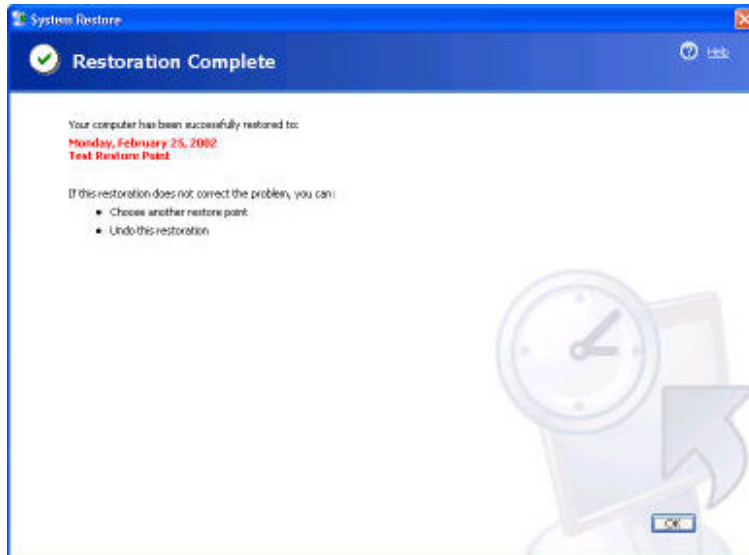 System Restore
Restoration Complete
Help
Your computer has been successfully restored to:
Monday, February 25, 2002
Test Restore Point
If this restoration does not correct the problem, you can:
• Choose another restore point
• Undo this restoration
OK